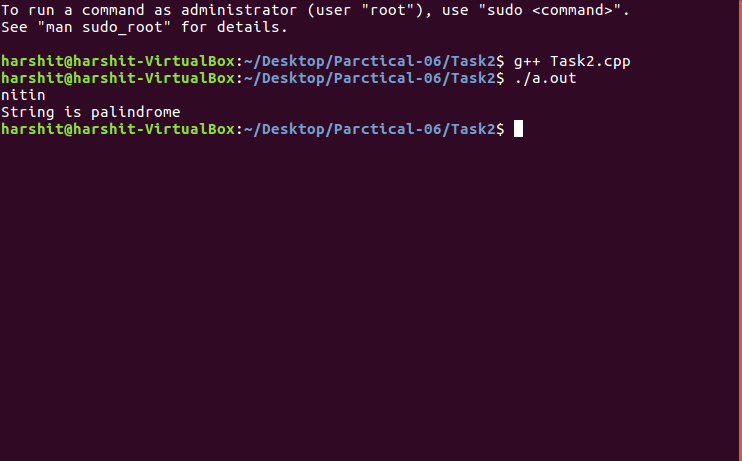 To run a command as administrator (user "root"), use "sudo <command>".
See "man sudo_root" for details.
harshit@harshit-VirtualBox:~/Desktop/Parctical-06/Task2$ g++ Task2.cpp
harshit@harshit-VirtualBox:~/Desktop/Parctical-06/Task2$ ./a.out
nitin
String is palindrome
harshit@harshit-VirtualBox:~/Desktop/Parctical-06/Task2$